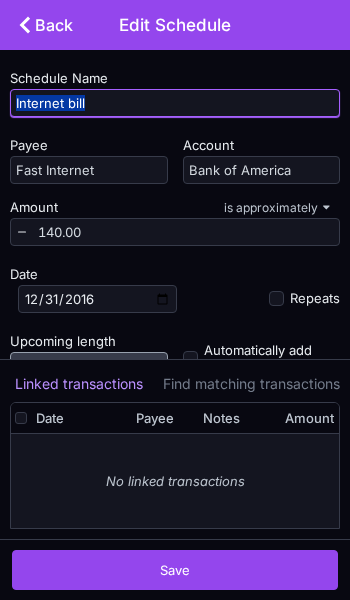 Back
Edit Schedule
Schedule Name
Internet bill
Payee
Account
Fast Internet
Bank of America
Amount
is approximately
− 140.00
Date
12/31/2016
Repeats
Upcoming length
Automatically add
Linked transactions
Find matching transactions
Date
Payee
Notes
Amount
No linked transactions
Save